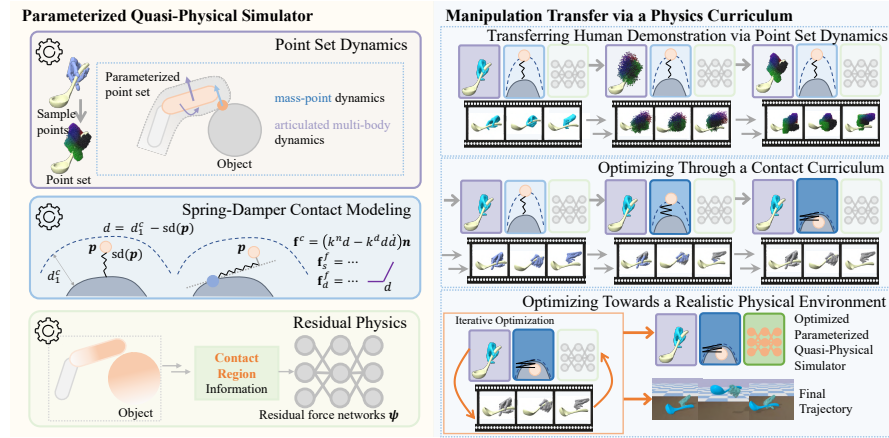 Parameterized Quasi-Physical Simulator
Point Set Dynamics
Parameterized
point set
Sample
points
Point set
mass-point dynamics
articulated multi-body
dynamics
Object
Spring-Damper Contact Modeling
d = d₁ᶜ − sd(p)
p
sd(p)
d₁ᶜ
p
fᶜ = (kⁿd − kᵈdḋ)n
fₛᶠ = ⋯
f_dᶠ = ⋯
d
Residual Physics
Contact
Region
Information
Object
Residual force networks ψ
Manipulation Transfer via a Physics Curriculum
Transferring Human Demonstration via Point Set Dynamics
Optimizing Through a Contact Curriculum
Optimizing Towards a Realistic Physical Environment
Iterative Optimization
Optimized
Parameterized
Quasi-Physical
Simulator
Final
Trajectory